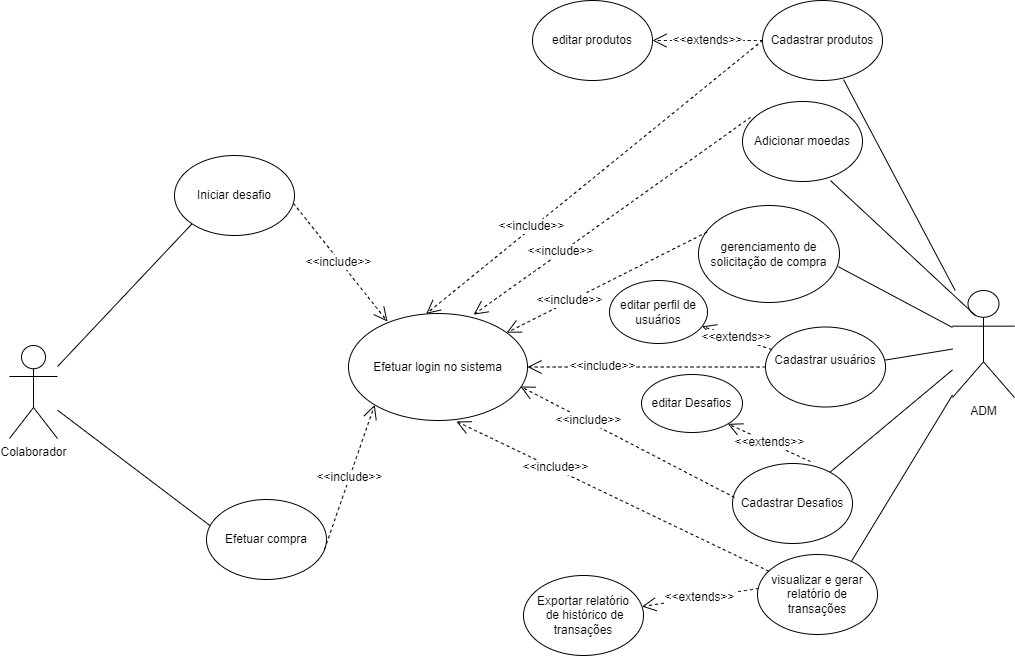 editar produtos
<<extends>>
Cadastrar produtos
Adicionar moedas
Iniciar desafio
<<include>>
<<include>>
<<include>>
gerenciamento de
solicitação de compra
<<include>>
editar perfil de
usuários
<<extends>>
Cadastrar usuários
Efetuar login no sistema
<<include>>
ADM
editar Desafios
<<include>>
<<extends>>
Colaborador
<<include>>
<<include>>
Cadastrar Desafios
Efetuar compra
visualizar e gerar
relatório de
transações
<<extends>>
Exportar relatório
de histórico de
transações